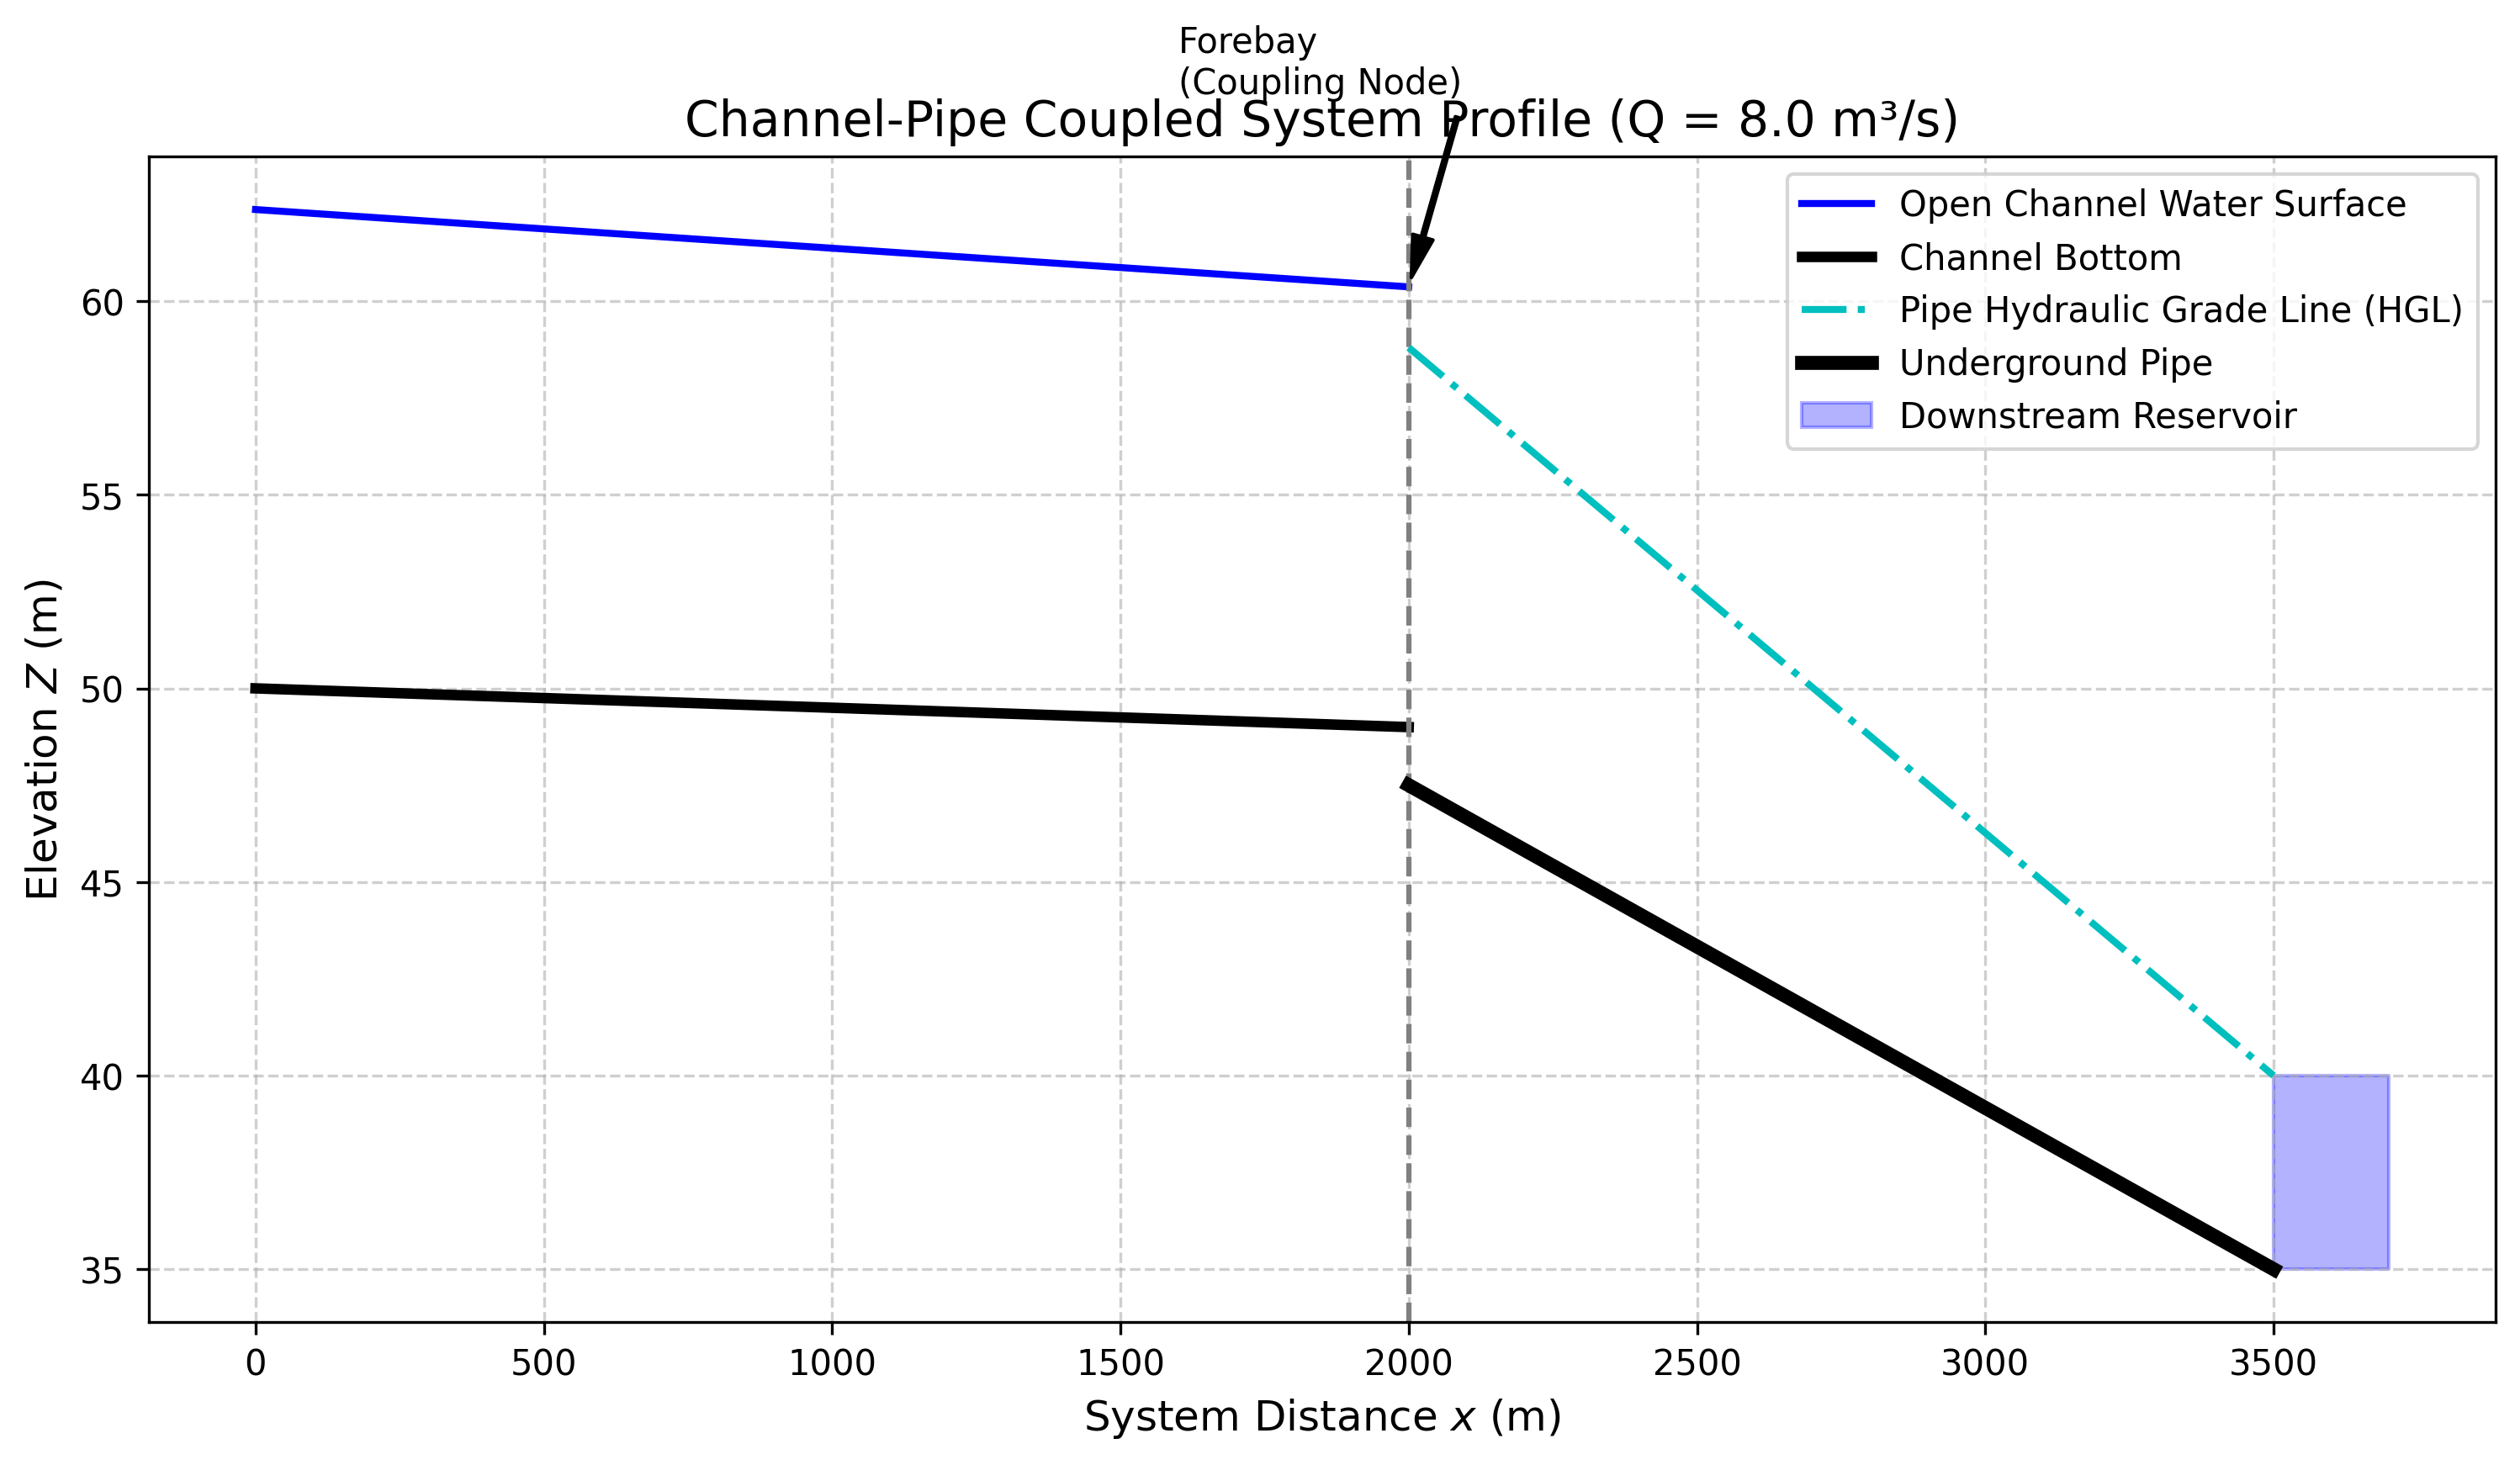 Forebay
(Coupling Node)
Channel-Pipe Coupled System Profile (Q = 8.0 m³/s)
Open Channel Water Surface
Channel Bottom
Pipe Hydraulic Grade Line (HGL)
Underground Pipe
Downstream Reservoir
Elevation Z (m)
60
55
50
45
40
35
0
500
1000
1500
2000
2500
3000
3500
System Distance x (m)